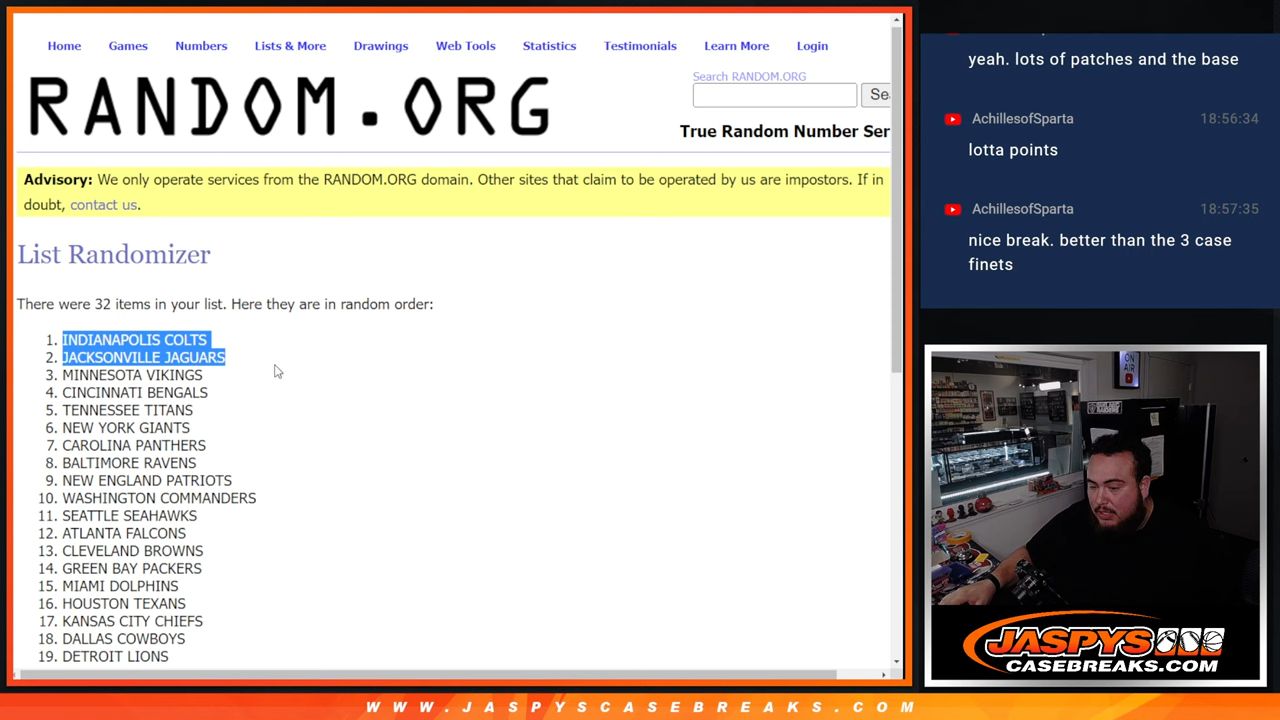 Home Games Numbers Lists & More Drawings Web Tools Statistics Testimonials Learn More Login
RANDOM.ORG
Search RANDOM.ORG
Se
True Random Number Ser
Advisory: We only operate services from the RANDOM.ORG domain. Other sites that claim to be operated by us are impostors. If in
doubt, contact us.
List Randomizer
There were 32 items in your list. Here they are in random order:
1. INDIANAPOLIS COLTS
2. JACKSONVILLE JAGUARS
3. MINNESOTA VIKINGS
4. CINCINNATI BENGALS
5. TENNESSEE TITANS
6. NEW YORK GIANTS
7. CAROLINA PANTHERS
8. BALTIMORE RAVENS
9. NEW ENGLAND PATRIOTS
10. WASHINGTON COMMANDERS
11. SEATTLE SEAHAWKS
12. ATLANTA FALCONS
13. CLEVELAND BROWNS
14. GREEN BAY PACKERS
15. MIAMI DOLPHINS
16. HOUSTON TEXANS
17. KANSAS CITY CHIEFS
18. DALLAS COWBOYS
19. DETROIT LIONS
yeah. lots of patches and the base
AchillesofSparta 18:56:34
lotta points
AchillesofSparta 18:57:35
nice break. better than the 3 case
finets
ON
AIR
JASPYS
CASEBREAKS.COM
WWW.JASPYSCASEBREAKS.COM